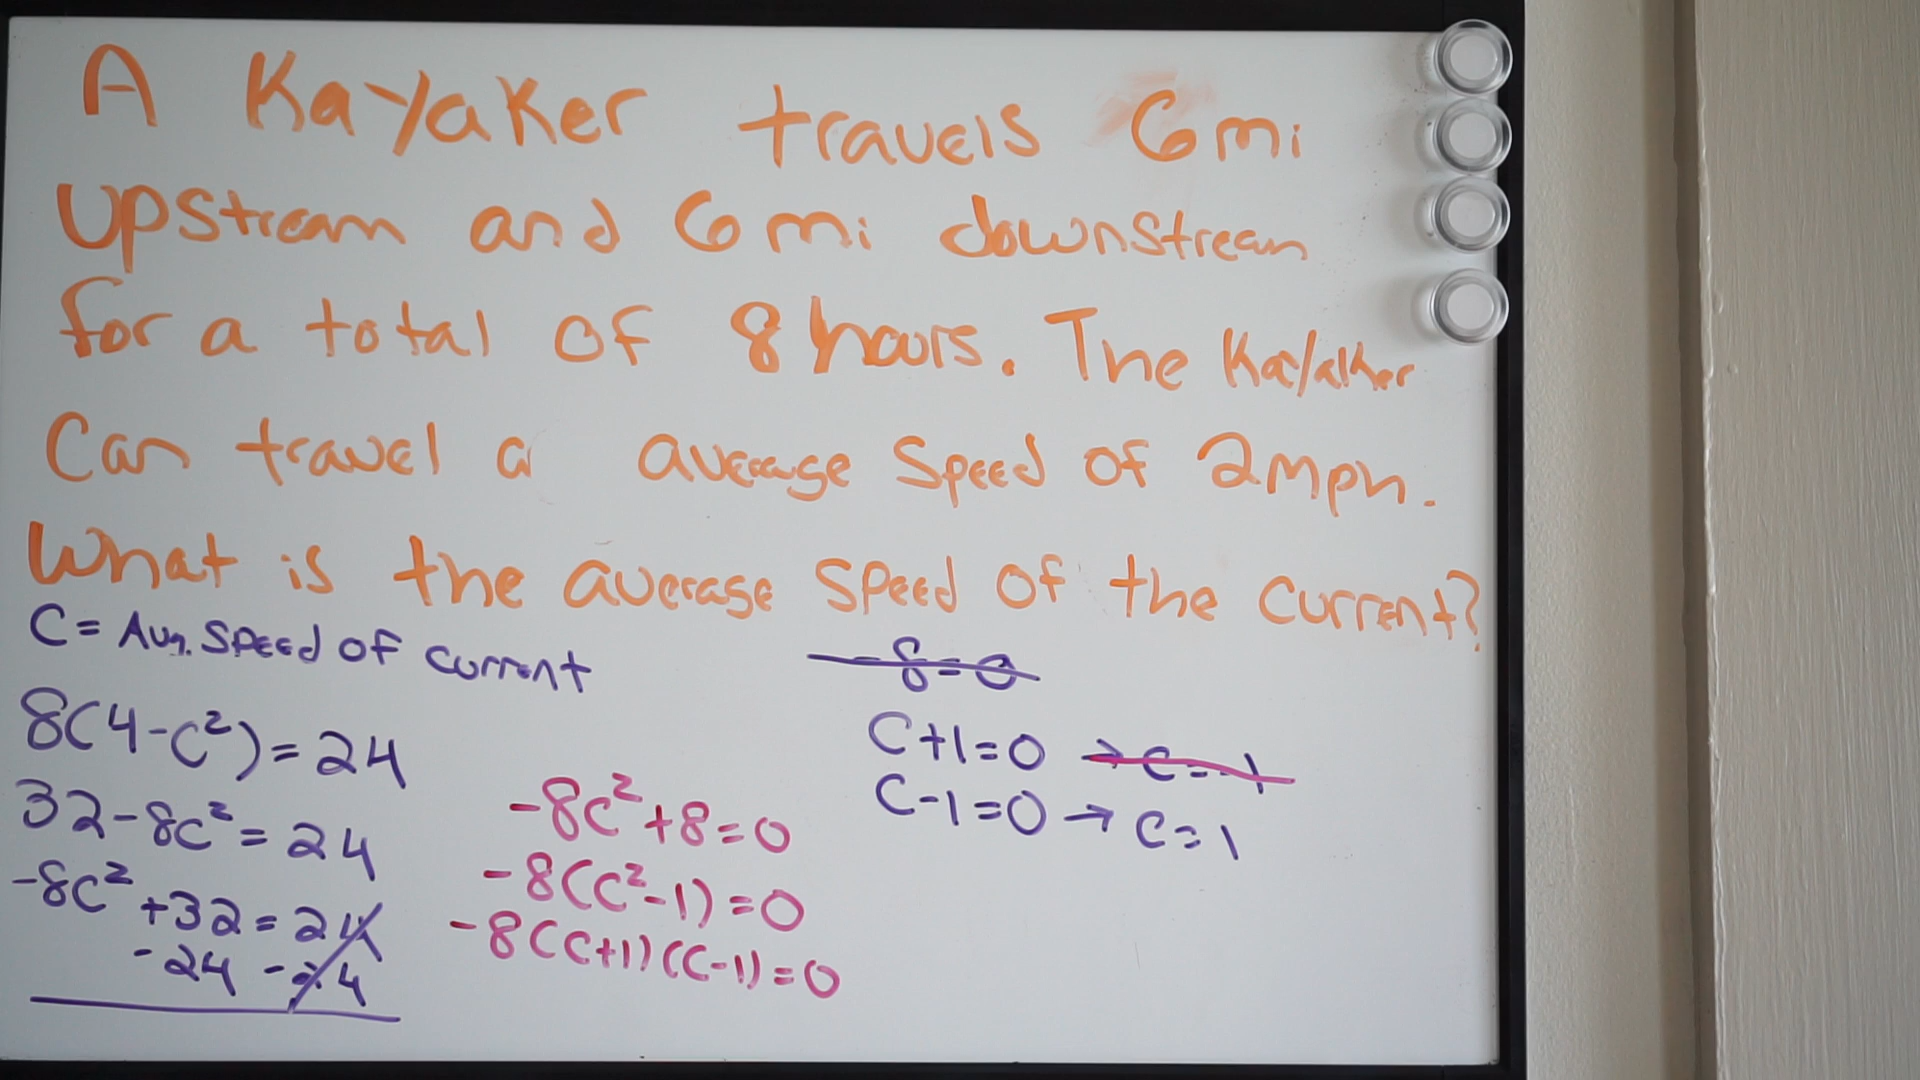 A Kayaker travels 6mi
upstream and 6mi downstream
for a total of 8 hours. The Kayaker
Can travel a average speed of 2mph.
What is the average speed of the current?
C = Avg. speed of current
8(4-c²) = 24
32-8c² = 24
-8c² +32 = 24
-24 -24
-8c²+8=0
-8(c²-1)=0
-8(c+1)(c-1)=0
-8=0
C+1=0 → c=-1
C-1=0 → c=1